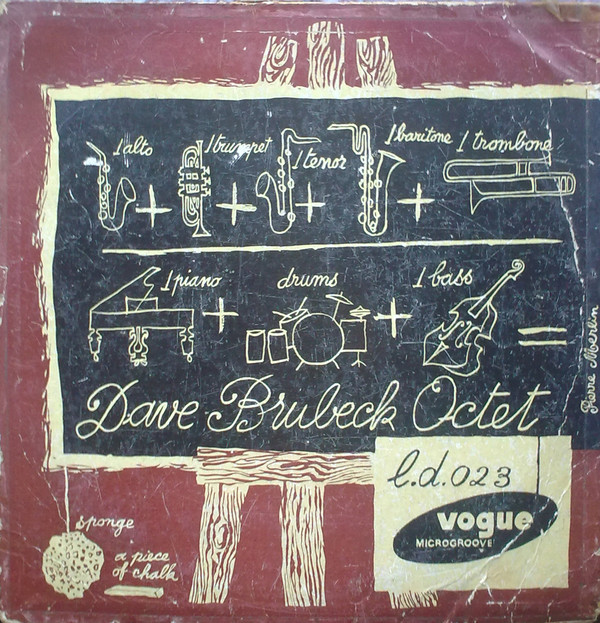 1 alto
1 trumpet
1 tenor
1 baritone
1 trombone
1 piano
drums
1 bass
Dave Brubeck Octet
Pierre Merlin
l.d.023
vogue
MICROGROOVE
sponge
a piece
of chalk